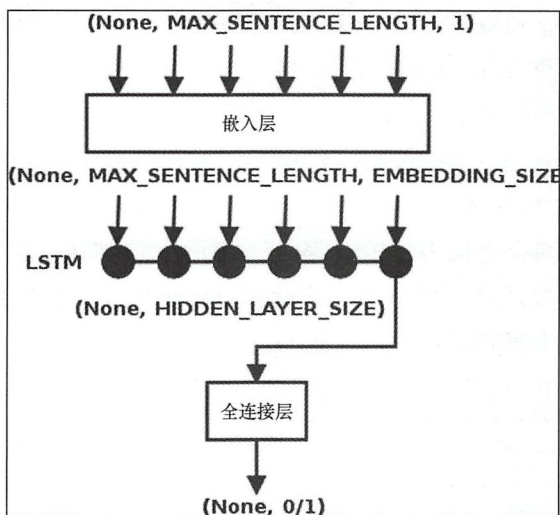 (None, MAX_SENTENCE_LENGTH, 1)
嵌入层
(None, MAX_SENTENCE_LENGTH, EMBEDDING_SIZE
LSTM
(None, HIDDEN_LAYER_SIZE)
全连接层
(None, 0/1)